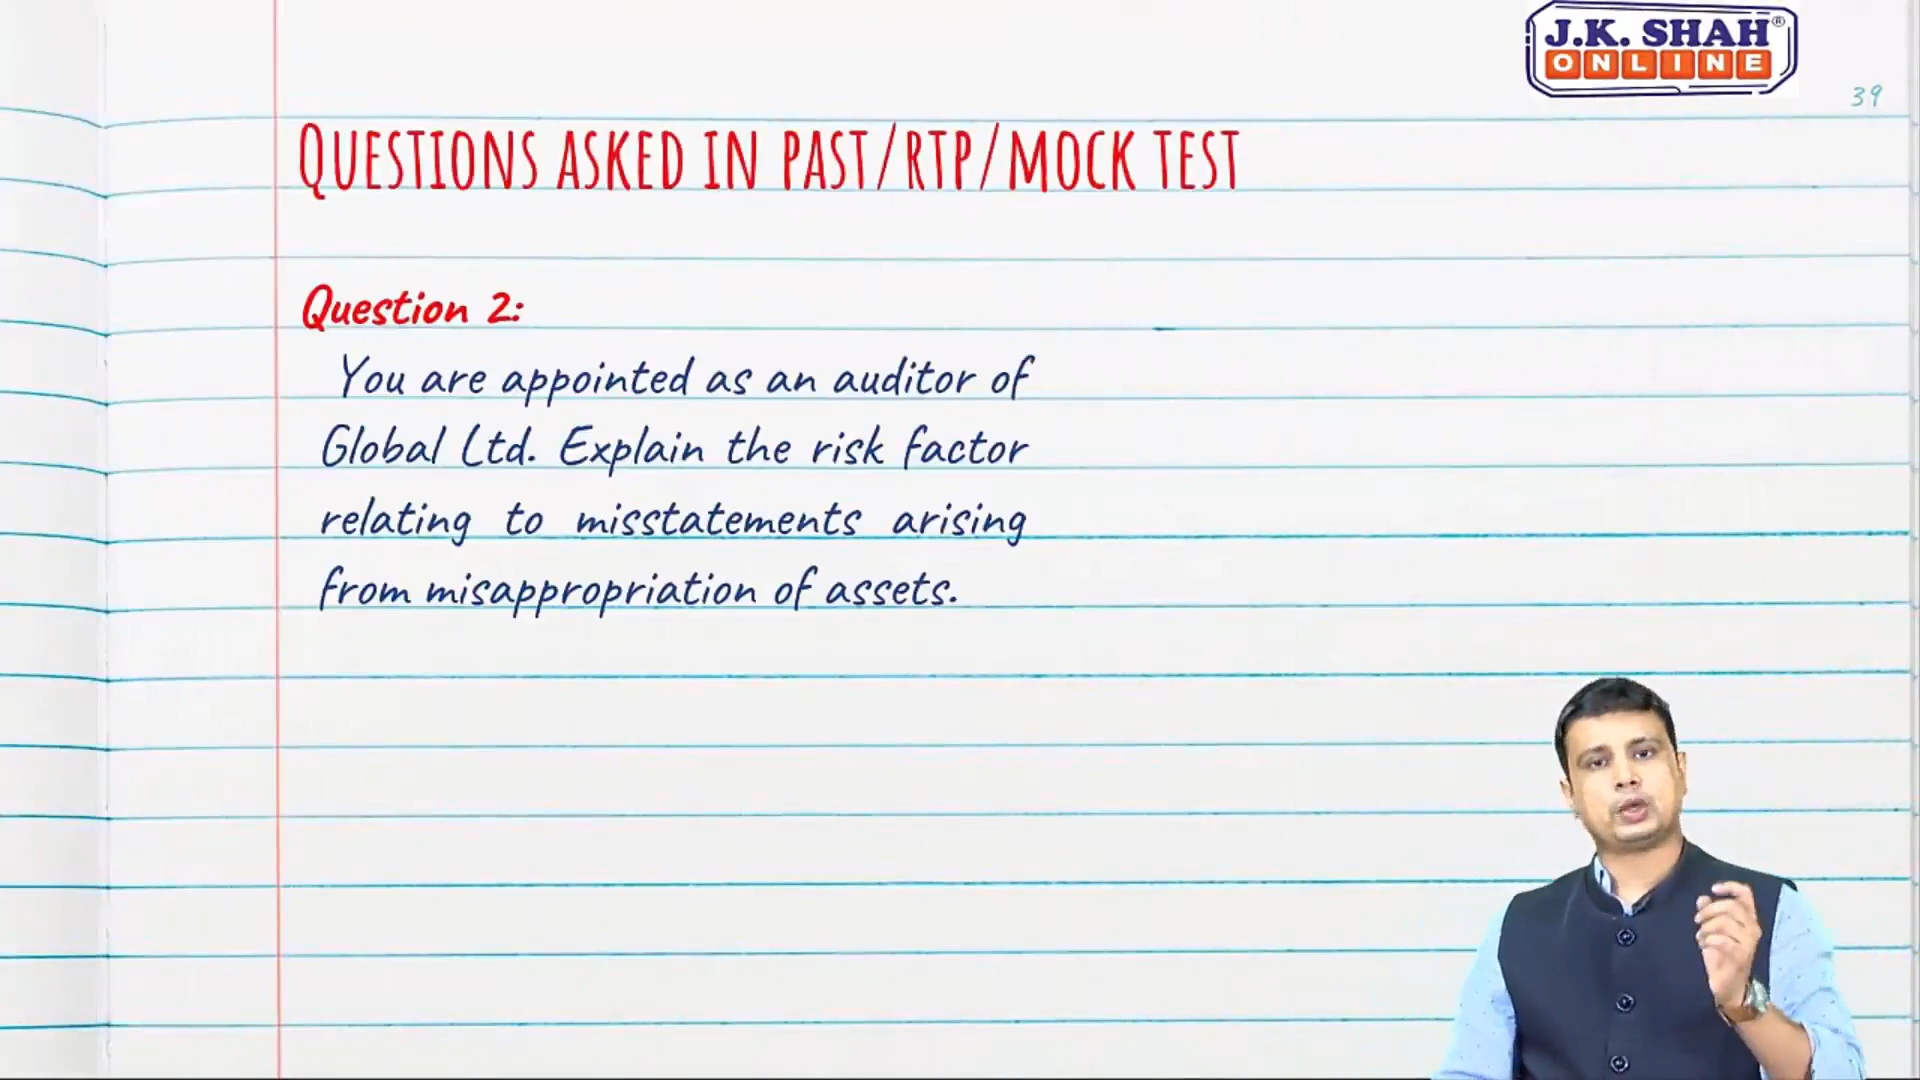 J.K. SHAH®
ONLINE
39
QUESTIONS ASKED IN PAST/RTP/MOCK TEST
Question 2:
You are appointed as an auditor of
Global Ltd. Explain the risk factor
relating to misstatements arising
from misappropriation of assets.